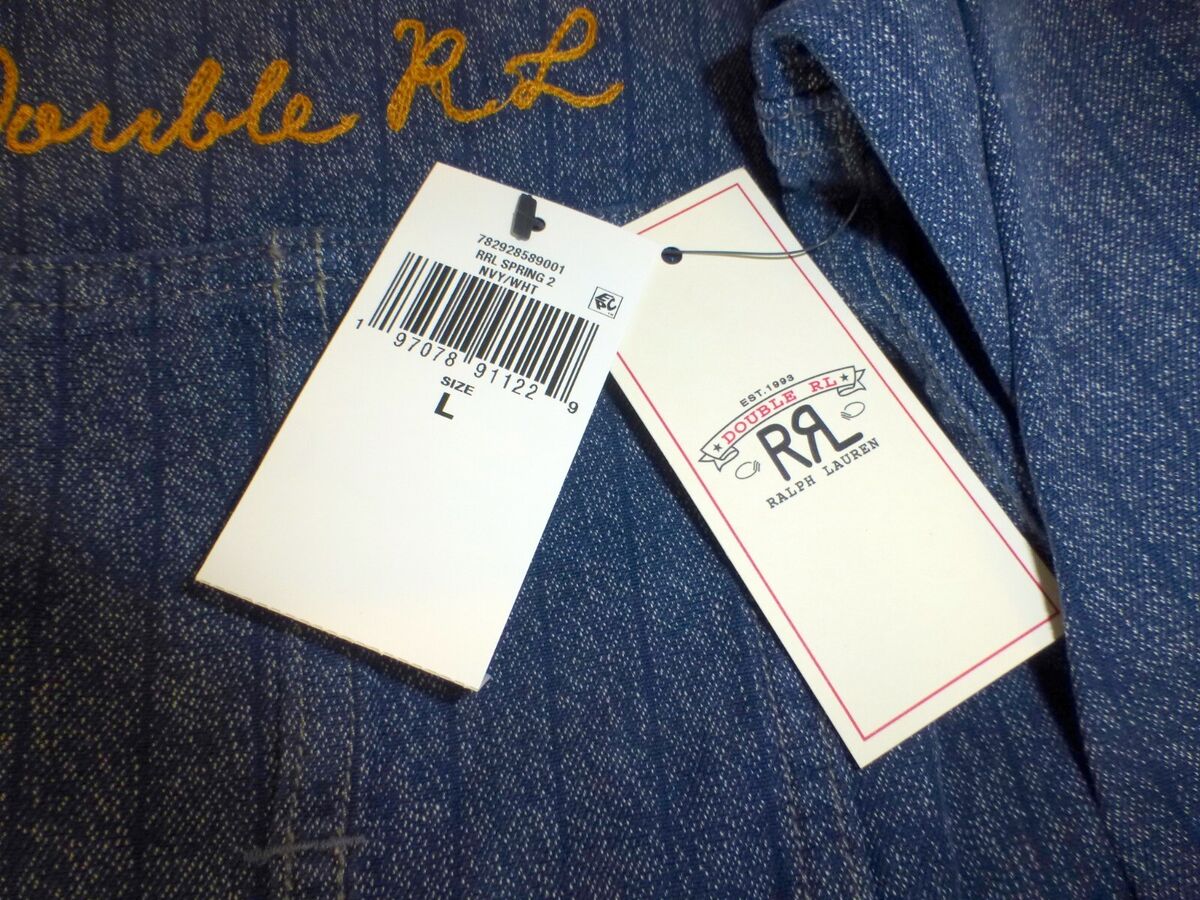 Double RL
782928589001
RRL SPRING 2
NVY/WHT
1 97078 91122 9
SIZE
L
EST.1993
DOUBLE RL
RRL
RALPH LAUREN